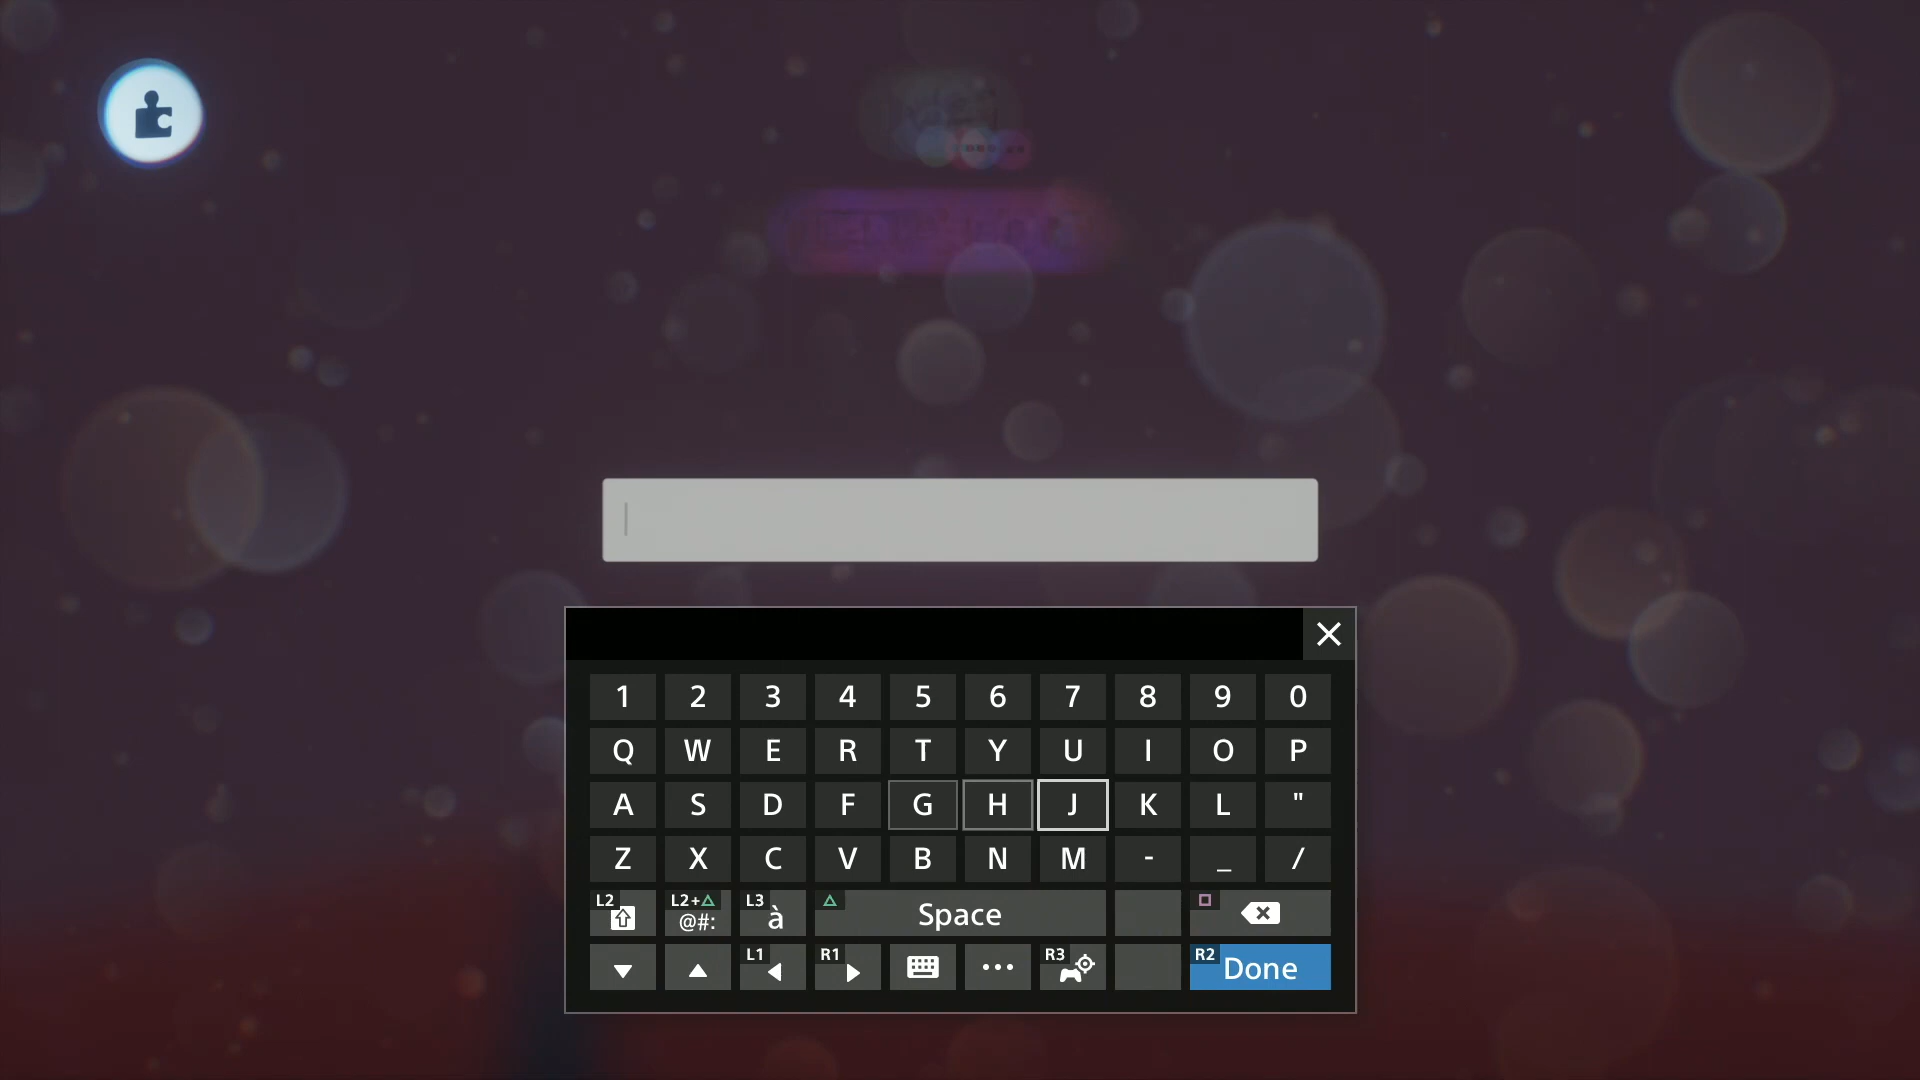 1 2 3 4 5 6 7 8 9 0
Q W E R T Y U I O P
A S D F G H J K L "
Z X C V B N M - _ /
L2 L2+△ @#: L3 à △ Space
L1 R1 ... R3 R2 Done